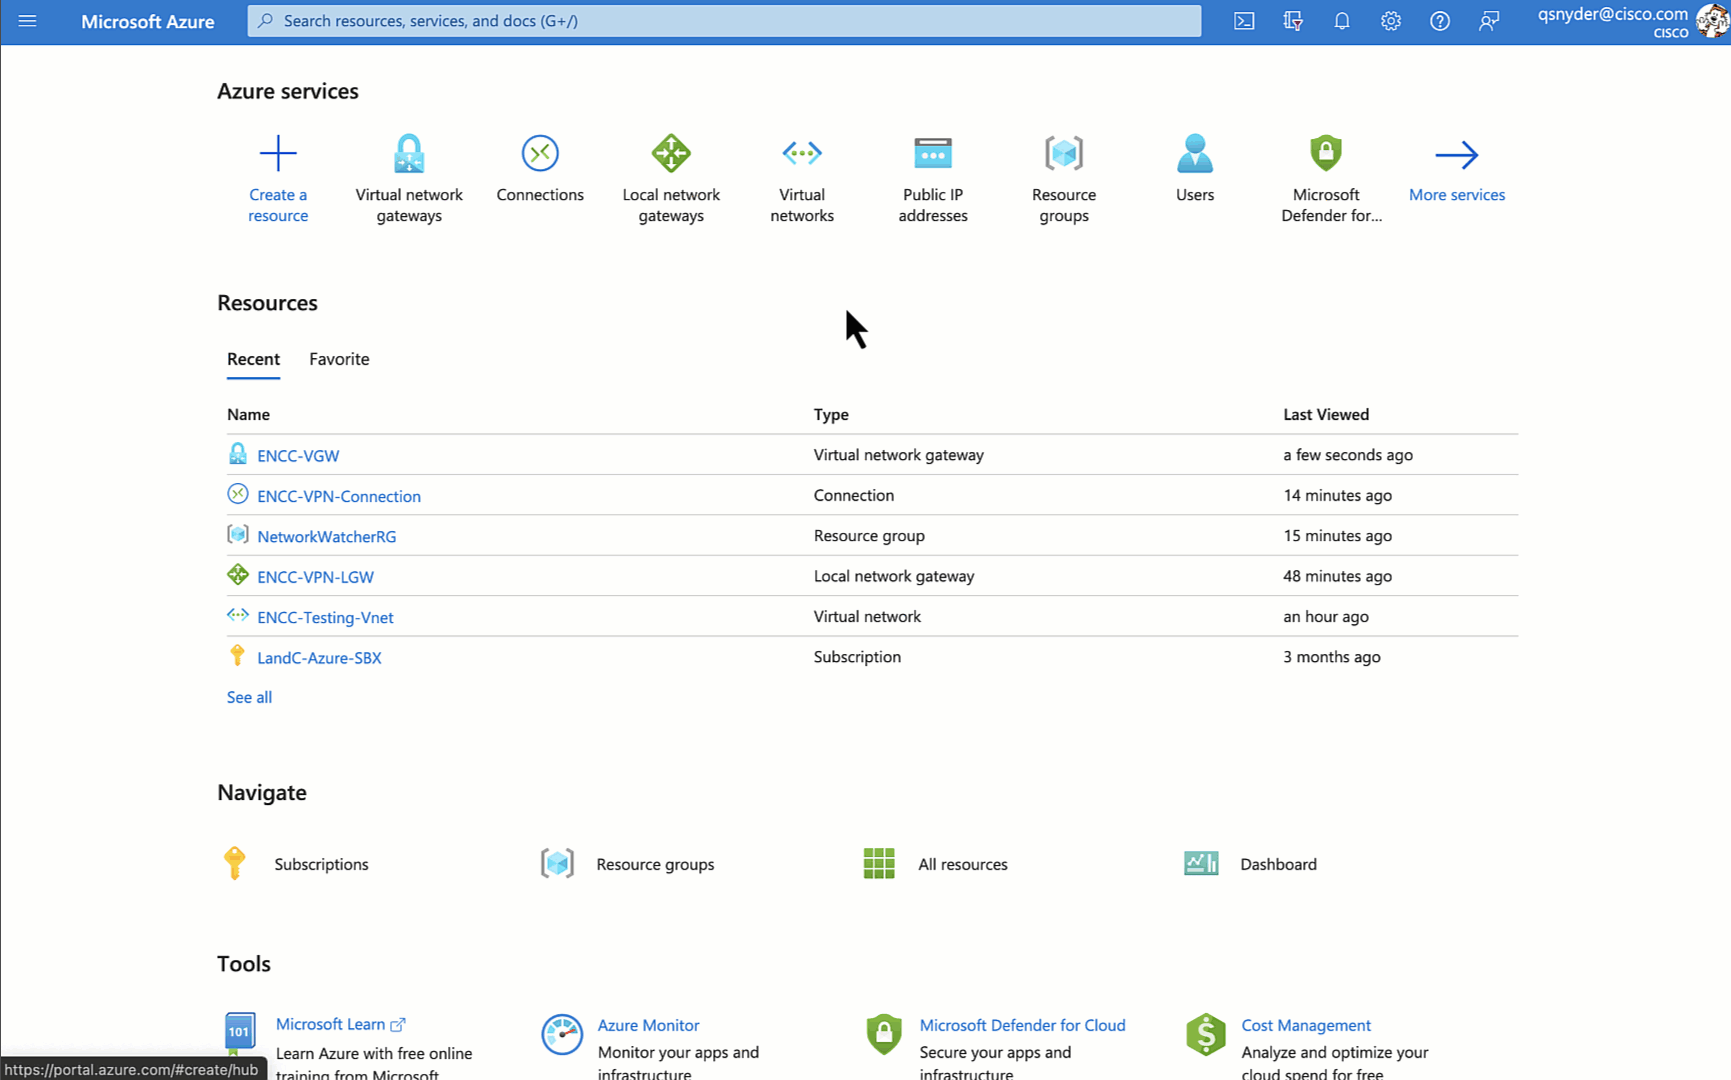 Microsoft Azure
Search resources, services, and docs (G+/)
qsnyder@cisco.com
CISCO
Azure services
Create a
resource
Virtual network
gateways
Connections
Local network
gateways
Virtual
networks
Public IP
addresses
Resource
groups
Users
Microsoft
Defender for...
More services
Resources
Recent
Favorite
Name Type Last Viewed
ENCC-VGW Virtual network gateway a few seconds ago
ENCC-VPN-Connection Connection 14 minutes ago
NetworkWatcherRG Resource group 15 minutes ago
ENCC-VPN-LGW Local network gateway 48 minutes ago
ENCC-Testing-Vnet Virtual network an hour ago
LandC-Azure-SBX Subscription 3 months ago
See all
Navigate
Subscriptions
Resource groups
All resources
Dashboard
Tools
101
Microsoft Learn
Learn Azure with free online
training from Microsoft
Azure Monitor
Monitor your apps and
infrastructure
Microsoft Defender for Cloud
Secure your apps and
infrastructure
Cost Management
Analyze and optimize your
cloud spend for free
https://portal.azure.com/#create/hub